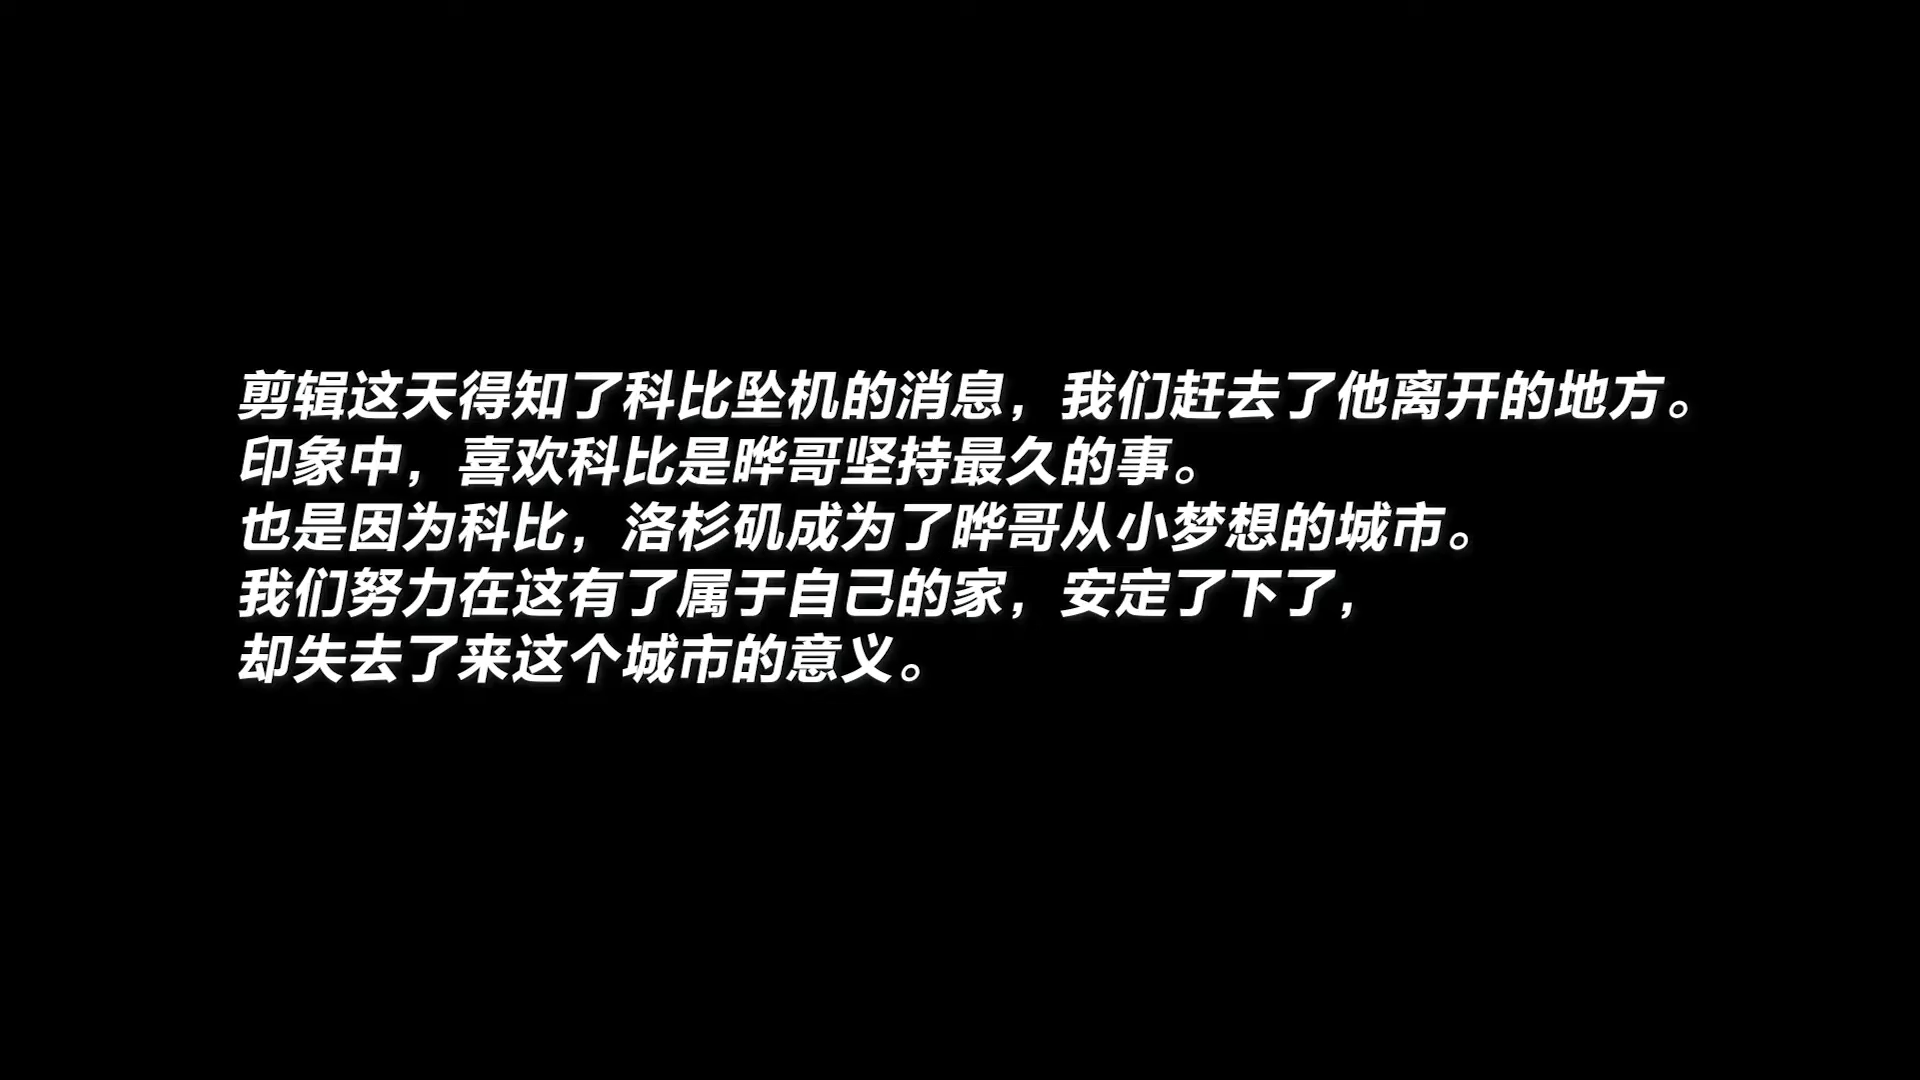 剪辑这天得知了科比坠机的消息，我们赶去了他离开的地方。
印象中，喜欢科比是晔哥坚持最久的事。
也是因为科比，洛杉矶成为了晔哥从小梦想的城市。
我们努力在这有了属于自己的家，安定了下了，
却失去了来这个城市的意义。